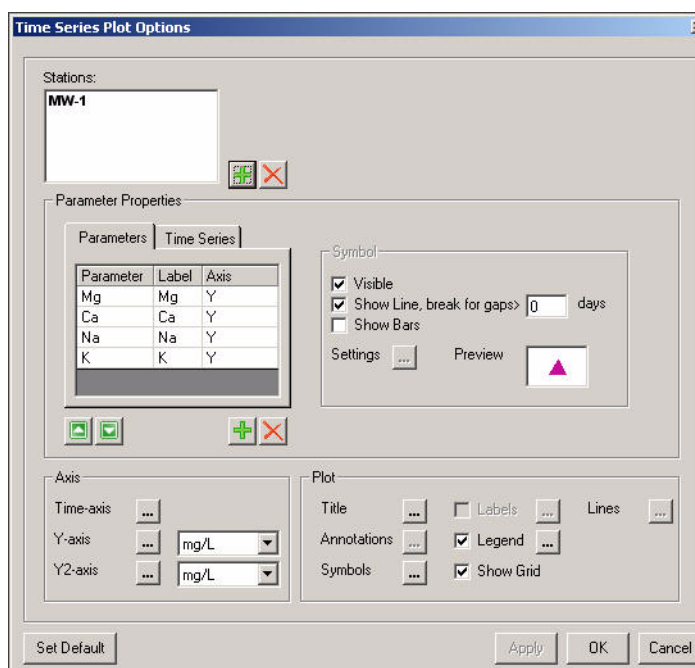 Time Series Plot Options
Stations:
MW-1
Parameter Properties
Parameters Time Series
Parameter Label Axis
Mg Mg Y
Ca Ca Y
Na Na Y
K K Y
Symbol
Visible
Show Line, break for gaps> 0 days
Show Bars
Settings ... Preview
Axis
Time-axis ...
Y-axis ... mg/L
Y2-axis ... mg/L
Plot
Title ... Labels ... Lines ...
Annotations ... Legend ...
Symbols ... Show Grid
Set Default Apply OK Cancel